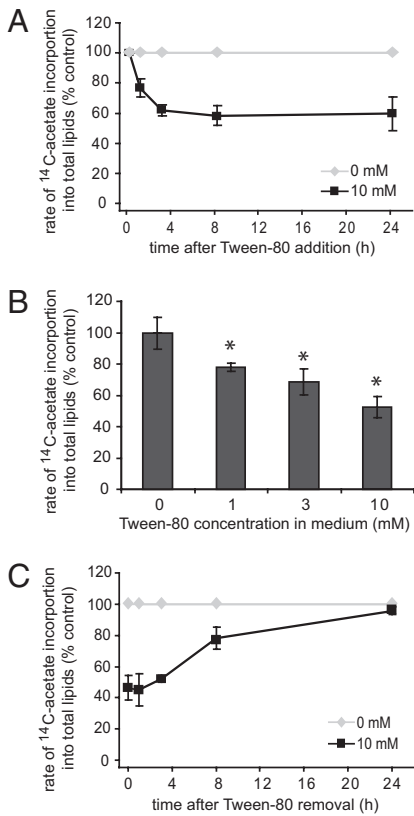 A
rate of ¹⁴C-acetate incorportion
into total lipids (% control)
120
100
80
60
40
20
0
0 mM
10 mM
0 4 8 12 16 20 24
time after Tween-80 addition (h)
B
rate of ¹⁴C-acetate incorportion
into total lipids (% control)
120
100
80
60
40
20
0
* * *
0 1 3 10
Tween-80 concentration in medium (mM)
C
rate of ¹⁴C-acetate incorportion
into total lipids (% control)
120
100
80
60
40
20
0
0 mM
10 mM
0 4 8 12 16 20 24
time after Tween-80 removal (h)